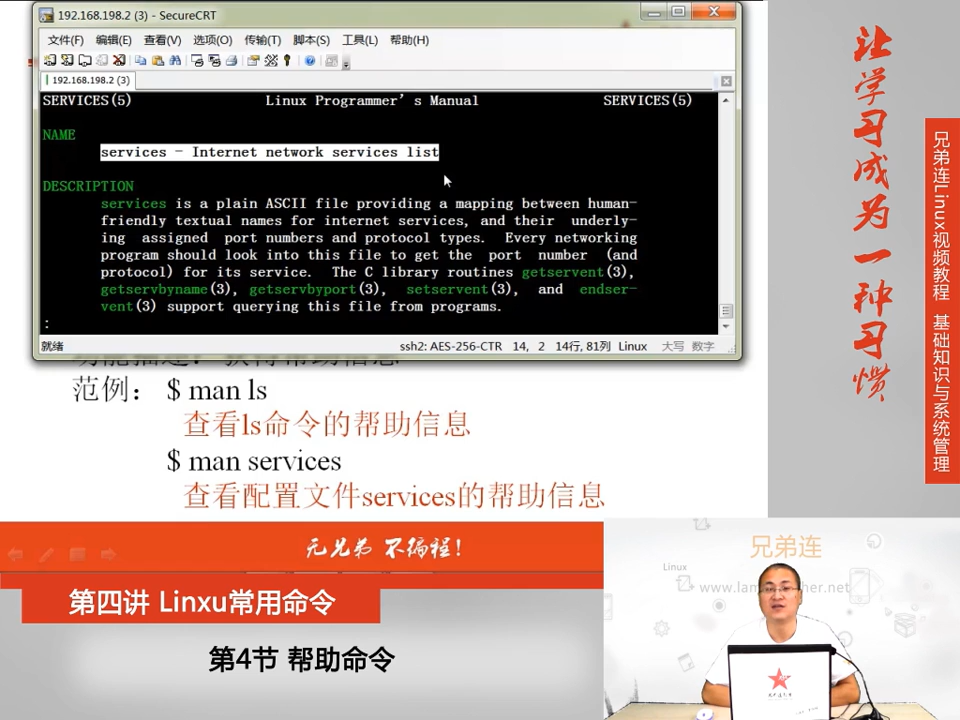 192.168.198.2 (3) - SecureCRT
文件(F) 编辑(E) 查看(V) 选项(O) 传输(T) 脚本(S) 工具(L) 帮助(H)
192.168.198.2 (3)
SERVICES(5) Linux Programmer's Manual SERVICES(5)
NAME
services - Internet network services list
DESCRIPTION
services is a plain ASCII file providing a mapping between human-
friendly textual names for internet services, and their underly-
ing assigned port numbers and protocol types. Every networking
program should look into this file to get the port number (and
protocol) for its service. The C library routines getservent(3),
getservbyname(3), getservbyport(3), setservent(3), and endser-
vent(3) support querying this file from programs.
:
就绪 ssh2: AES-256-CTR 14, 2 14行, 81列 Linux 大写 数字
功能描述：获得帮助信息
范例： $ man ls
查看ls命令的帮助信息
$ man services
查看配置文件services的帮助信息
无兄弟 不编程！
第四讲 Linxu常用命令
第4节 帮助命令
让学习成为一种习惯
兄弟连Linux视频教程 基础知识与系统管理
兄弟连
Linux